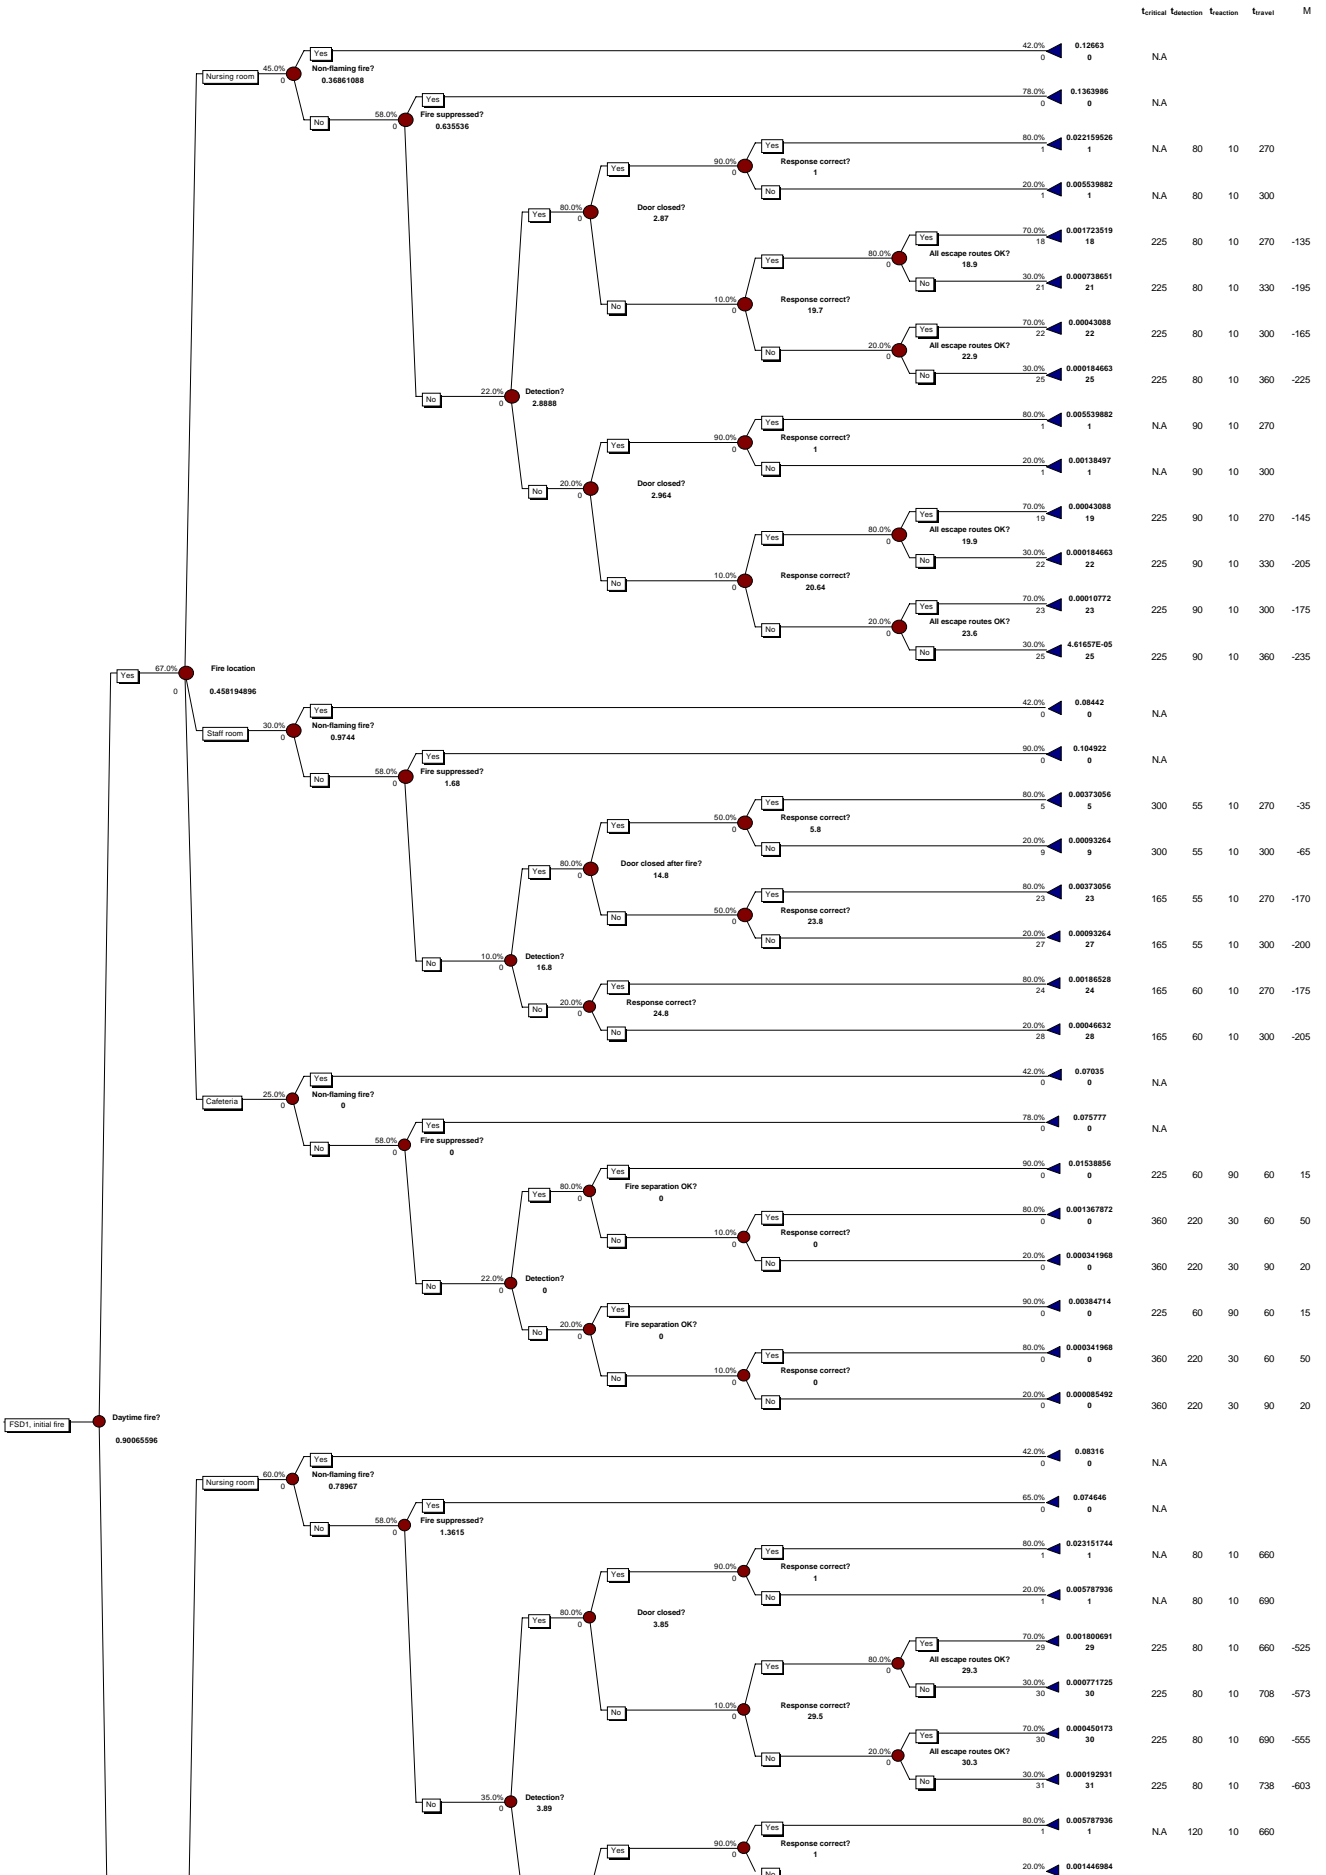 tcritical tdetection treaction ttravel M
42.0% 0.12663
Yes 0 0 N.A
45.0% Non-flaming fire?
Nursing room 0 0.36861088
78.0% 0.1363986
Yes 0 0 N.A
58.0% Fire suppressed?
No 0 0.635536
80.0% 0.022159526
Yes 1 1 N.A 80 10 270
90.0% Response correct?
Yes 0 1
20.0% 0.005539882
No 1 1 N.A 80 10 300
80.0% Door closed?
Yes 0 2.87
70.0% 0.001723519
Yes 18 18 225 80 10 270 -135
80.0% All escape routes OK?
Yes 0 18.9
30.0% 0.000738651
No 21 21 225 80 10 330 -195
10.0% Response correct?
No 0 19.7
70.0% 0.00043088
Yes 22 22 225 80 10 300 -165
20.0% All escape routes OK?
No 0 22.9
30.0% 0.000184663
No 25 25 225 80 10 360 -225
22.0% Detection?
No 0 2.8888
80.0% 0.005539882
Yes 1 1 N.A 90 10 270
90.0% Response correct?
Yes 0 1
20.0% 0.00138497
No 1 1 N.A 90 10 300
20.0% Door closed?
No 0 2.964
70.0% 0.00043088
Yes 19 19 225 90 10 270 -145
80.0% All escape routes OK?
Yes 0 19.9
30.0% 0.000184663
No 22 22 225 90 10 330 -205
10.0% Response correct?
No 0 20.64
70.0% 0.00010772
Yes 23 23 225 90 10 300 -175
20.0% All escape routes OK?
No 0 23.6
30.0% 4.61657E-05
No 25 25 225 90 10 360 -235
67.0% Fire location
Yes 0 0.458194896
42.0% 0.08442
Yes 0 0 N.A
30.0% Non-flaming fire?
Staff room 0 0.9744
90.0% 0.104922
Yes 0 0 N.A
58.0% Fire suppressed?
No 0 1.68
80.0% 0.00373056
Yes 5 5 300 55 10 270 -35
50.0% Response correct?
Yes 0 5.8
20.0% 0.00093264
No 9 9 300 55 10 300 -65
80.0% Door closed after fire?
Yes 0 14.8
80.0% 0.00373056
Yes 23 23 165 55 10 270 -170
50.0% Response correct?
No 0 23.8
20.0% 0.00093264
No 27 27 165 55 10 300 -200
10.0% Detection?
No 0 16.8
80.0% 0.00186528
Yes 24 24 165 60 10 270 -175
20.0% Response correct?
No 0 24.8
20.0% 0.00046632
No 28 28 165 60 10 300 -205
42.0% 0.07035
Yes 0 0 N.A
25.0% Non-flaming fire?
Cafeteria 0 0
78.0% 0.075777
Yes 0 0 N.A
58.0% Fire suppressed?
No 0 0
90.0% 0.01538856
Yes 0 0 225 60 90 60 15
80.0% Fire separation OK?
Yes 0 0
80.0% 0.001367872
Yes 0 0 360 220 30 60 50
10.0% Response correct?
No 0 0
20.0% 0.000341968
No 0 0 360 220 30 90 20
22.0% Detection?
No 0 0
90.0% 0.00384714
Yes 0 0 225 60 90 60 15
20.0% Fire separation OK?
No 0 0
80.0% 0.000341968
Yes 0 0 360 220 30 60 50
10.0% Response correct?
No 0 0
20.0% 0.000085492
No 0 0 360 220 30 90 20
Daytime fire?
FSD1, initial fire 0.90065596
42.0% 0.08316
Yes 0 0 N.A
60.0% Non-flaming fire?
Nursing room 0 0.78967
65.0% 0.074646
Yes 0 0 N.A
58.0% Fire suppressed?
No 0 1.3615
80.0% 0.023151744
Yes 1 1 N.A 80 10 660
90.0% Response correct?
Yes 0 1
20.0% 0.005787936
No 1 1 N.A 80 10 690
80.0% Door closed?
Yes 0 3.85
70.0% 0.001800691
Yes 29 29 225 80 10 660 -525
80.0% All escape routes OK?
Yes 0 29.3
30.0% 0.000771725
No 30 30 225 80 10 708 -573
10.0% Response correct?
No 0 29.5
70.0% 0.000450173
Yes 30 30 225 80 10 690 -555
20.0% All escape routes OK?
No 0 30.3
30.0% 0.000192931
No 31 31 225 80 10 738 -603
35.0% Detection?
No 0 3.89
80.0% 0.005787936
Yes 1 1 N.A 120 10 660
90.0% Response correct?
Yes 0 1
20.0% 0.001446984
No